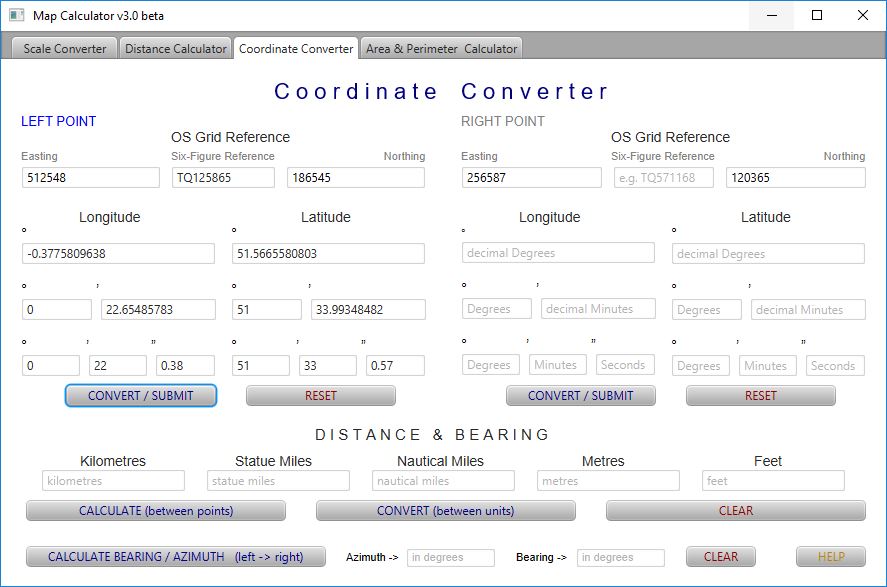 Map Calculator v3.0 beta
Scale Converter Distance Calculator Coordinate Converter Area & Perimeter Calculator
Coordinate Converter
LEFT POINT RIGHT POINT
OS Grid Reference OS Grid Reference
Easting Six-Figure Reference Northing Easting Six-Figure Reference Northing
512548 TQ125865 186545 256587 e.g. TQ571168 120365
Longitude Latitude Longitude Latitude
° ° ° °
-0.3775809638 51.5665580803 decimal Degrees decimal Degrees
° ' ° ' ° ' ° '
0 22.65485783 51 33.99348482 Degrees decimal Minutes Degrees decimal Minutes
° ' " ° ' " ° ' " ° ' "
0 22 0.38 51 33 0.57 Degrees Minutes Seconds Degrees Minutes Seconds
CONVERT / SUBMIT RESET CONVERT / SUBMIT RESET
DISTANCE & BEARING
Kilometres Statue Miles Nautical Miles Metres Feet
kilometres statue miles nautical miles metres feet
CALCULATE (between points) CONVERT (between units) CLEAR
CALCULATE BEARING / AZIMUTH (left -> right) Azimuth -> in degrees Bearing -> in degrees CLEAR HELP